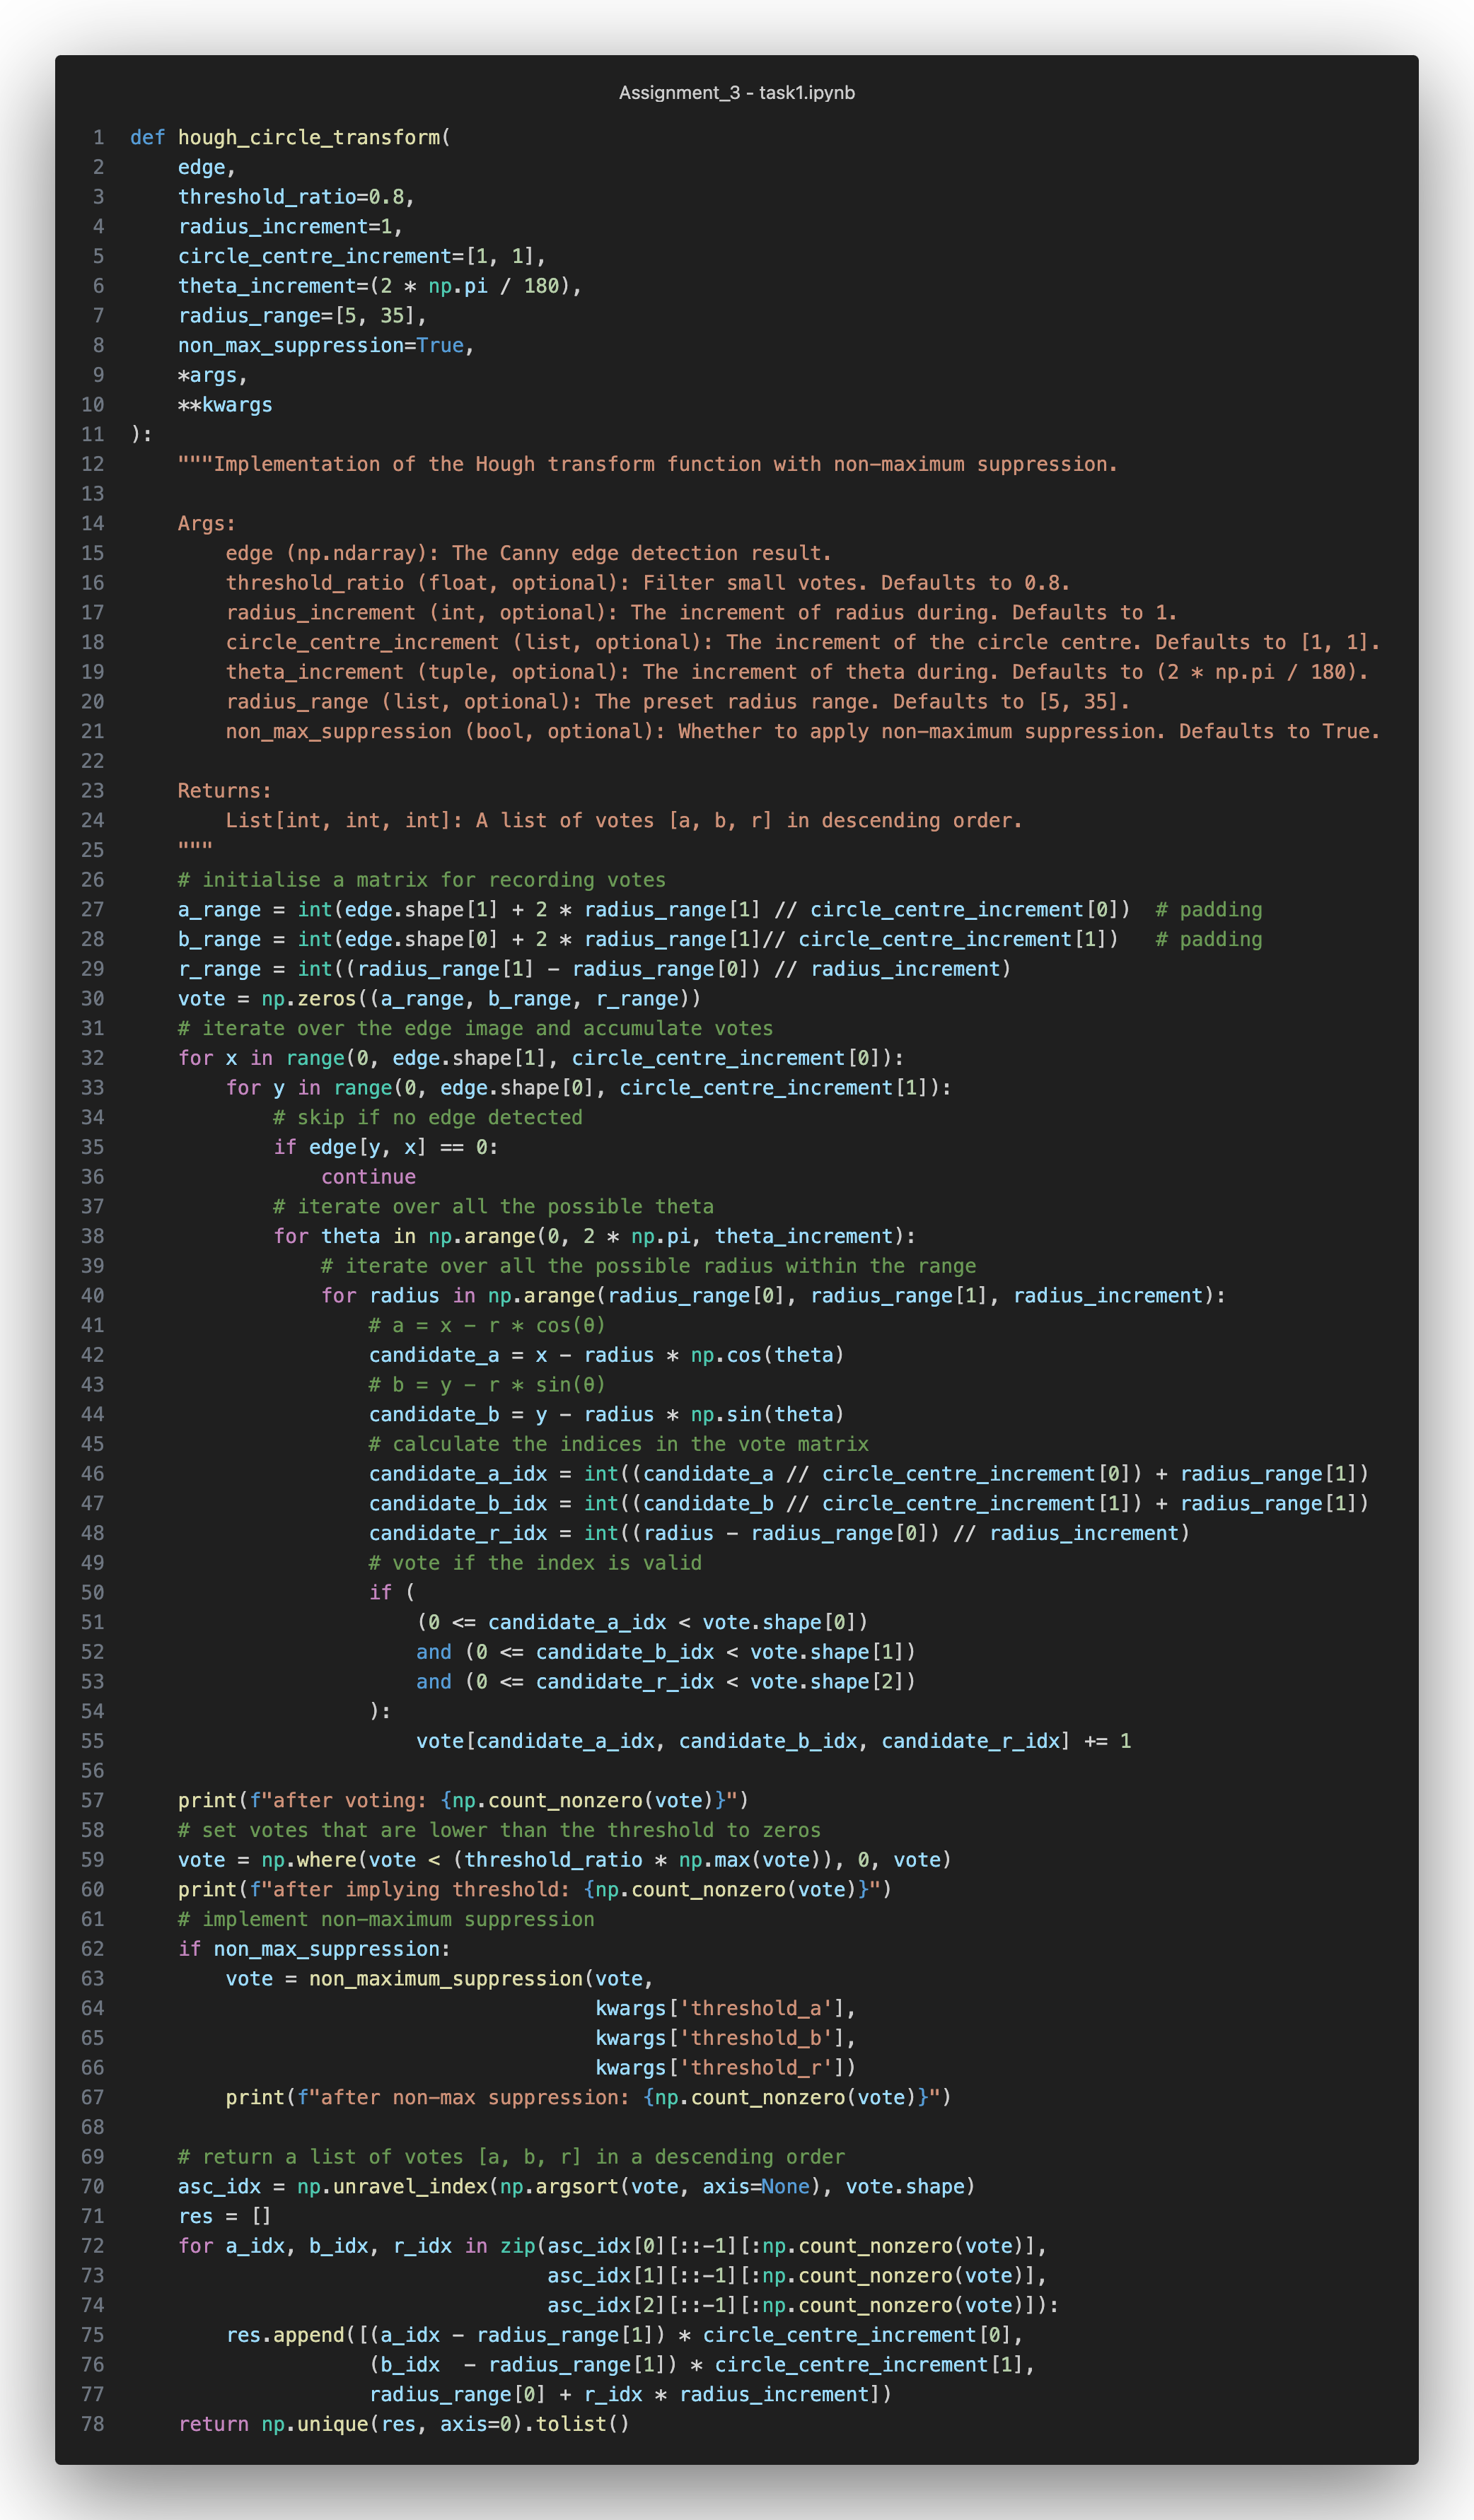 Assignment_3 - task1.ipynb
1 def hough_circle_transform(
2     edge,
3     threshold_ratio=0.8,
4     radius_increment=1,
5     circle_centre_increment=[1, 1],
6     theta_increment=(2 * np.pi / 180),
7     radius_range=[5, 35],
8     non_max_suppression=True,
9     *args,
10     **kwargs
11 ):
12     """Implementation of the Hough transform function with non-maximum suppression.
13
14     Args:
15         edge (np.ndarray): The Canny edge detection result.
16         threshold_ratio (float, optional): Filter small votes. Defaults to 0.8.
17         radius_increment (int, optional): The increment of radius during. Defaults to 1.
18         circle_centre_increment (list, optional): The increment of the circle centre. Defaults to [1, 1].
19         theta_increment (tuple, optional): The increment of theta during. Defaults to (2 * np.pi / 180).
20         radius_range (list, optional): The preset radius range. Defaults to [5, 35].
21         non_max_suppression (bool, optional): Whether to apply non-maximum suppression. Defaults to True.
22
23     Returns:
24         List[int, int, int]: A list of votes [a, b, r] in descending order.
25     """
26     # initialise a matrix for recording votes
27     a_range = int(edge.shape[1] + 2 * radius_range[1] // circle_centre_increment[0])  # padding
28     b_range = int(edge.shape[0] + 2 * radius_range[1]// circle_centre_increment[1])   # padding
29     r_range = int((radius_range[1] - radius_range[0]) // radius_increment)
30     vote = np.zeros((a_range, b_range, r_range))
31     # iterate over the edge image and accumulate votes
32     for x in range(0, edge.shape[1], circle_centre_increment[0]):
33         for y in range(0, edge.shape[0], circle_centre_increment[1]):
34             # skip if no edge detected
35             if edge[y, x] == 0:
36                 continue
37             # iterate over all the possible theta
38             for theta in np.arange(0, 2 * np.pi, theta_increment):
39                 # iterate over all the possible radius within the range
40                 for radius in np.arange(radius_range[0], radius_range[1], radius_increment):
41                     # a = x - r * cos(θ)
42                     candidate_a = x - radius * np.cos(theta)
43                     # b = y - r * sin(θ)
44                     candidate_b = y - radius * np.sin(theta)
45                     # calculate the indices in the vote matrix
46                     candidate_a_idx = int((candidate_a // circle_centre_increment[0]) + radius_range[1])
47                     candidate_b_idx = int((candidate_b // circle_centre_increment[1]) + radius_range[1])
48                     candidate_r_idx = int((radius - radius_range[0]) // radius_increment)
49                     # vote if the index is valid
50                     if (
51                         (0 <= candidate_a_idx < vote.shape[0])
52                         and (0 <= candidate_b_idx < vote.shape[1])
53                         and (0 <= candidate_r_idx < vote.shape[2])
54                     ):
55                         vote[candidate_a_idx, candidate_b_idx, candidate_r_idx] += 1
56
57     print(f"after voting: {np.count_nonzero(vote)}")
58     # set votes that are lower than the threshold to zeros
59     vote = np.where(vote < (threshold_ratio * np.max(vote)), 0, vote)
60     print(f"after implying threshold: {np.count_nonzero(vote)}")
61     # implement non-maximum suppression
62     if non_max_suppression:
63         vote = non_maximum_suppression(vote,
64                                        kwargs['threshold_a'],
65                                        kwargs['threshold_b'],
66                                        kwargs['threshold_r'])
67         print(f"after non-max suppression: {np.count_nonzero(vote)}")
68
69     # return a list of votes [a, b, r] in a descending order
70     asc_idx = np.unravel_index(np.argsort(vote, axis=None), vote.shape)
71     res = []
72     for a_idx, b_idx, r_idx in zip(asc_idx[0][::-1][:np.count_nonzero(vote)],
73                                    asc_idx[1][::-1][:np.count_nonzero(vote)],
74                                    asc_idx[2][::-1][:np.count_nonzero(vote)]):
75         res.append([(a_idx - radius_range[1]) * circle_centre_increment[0],
76                     (b_idx  - radius_range[1]) * circle_centre_increment[1],
77                     radius_range[0] + r_idx * radius_increment])
78     return np.unique(res, axis=0).tolist()